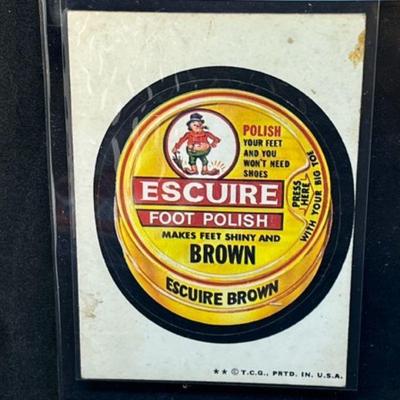 POLISH
YOUR FEET
AND YOU
WON'T NEED
SHOES
ESCUIRE
FOOT POLISH
MAKES FEET SHINY AND
BROWN
PRESS
HERE
WITH YOUR BIG TOE
ESCUIRE BROWN
★★ © T.C.G., PRTD. IN. U.S.A.